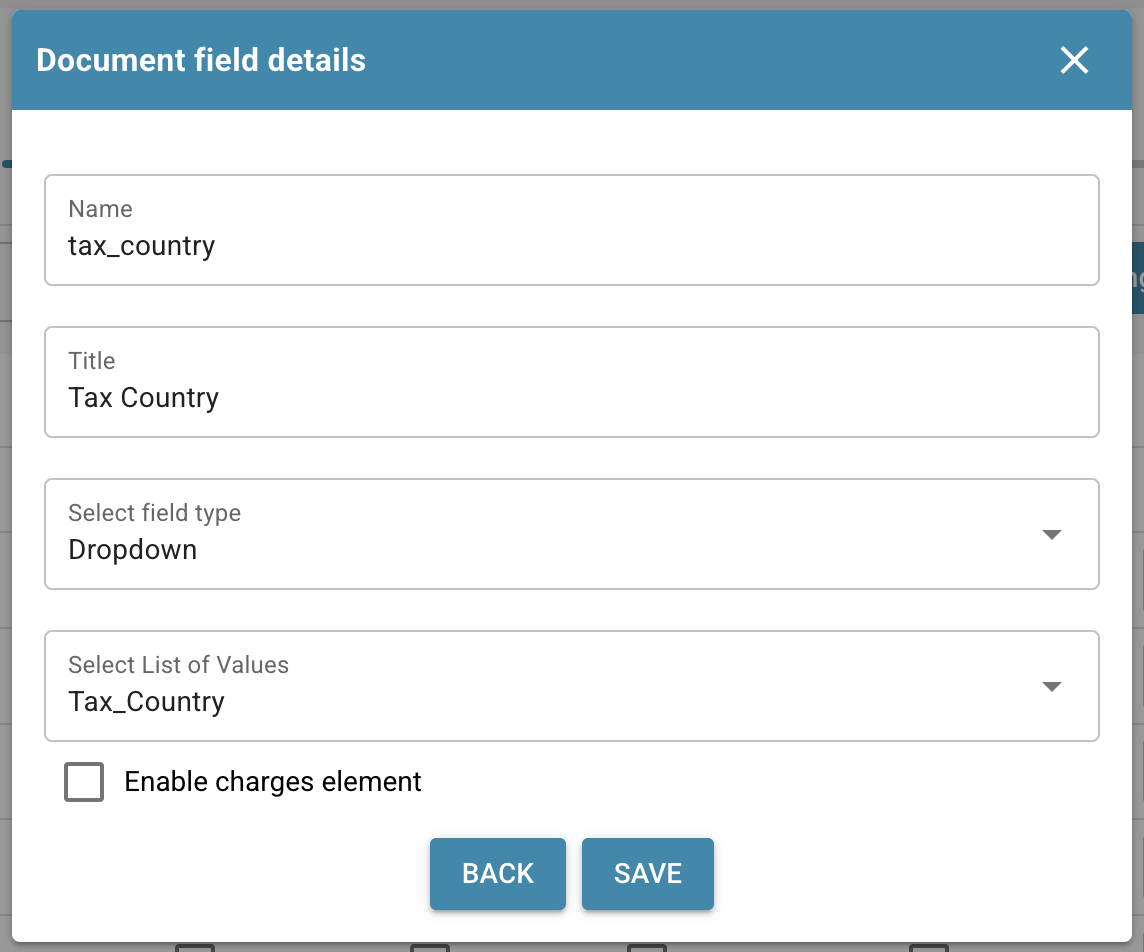 Document field details
Name
tax_country
Title
Tax Country
Select field type
Dropdown
Select List of Values
Tax_Country
Enable charges element
BACK SAVE